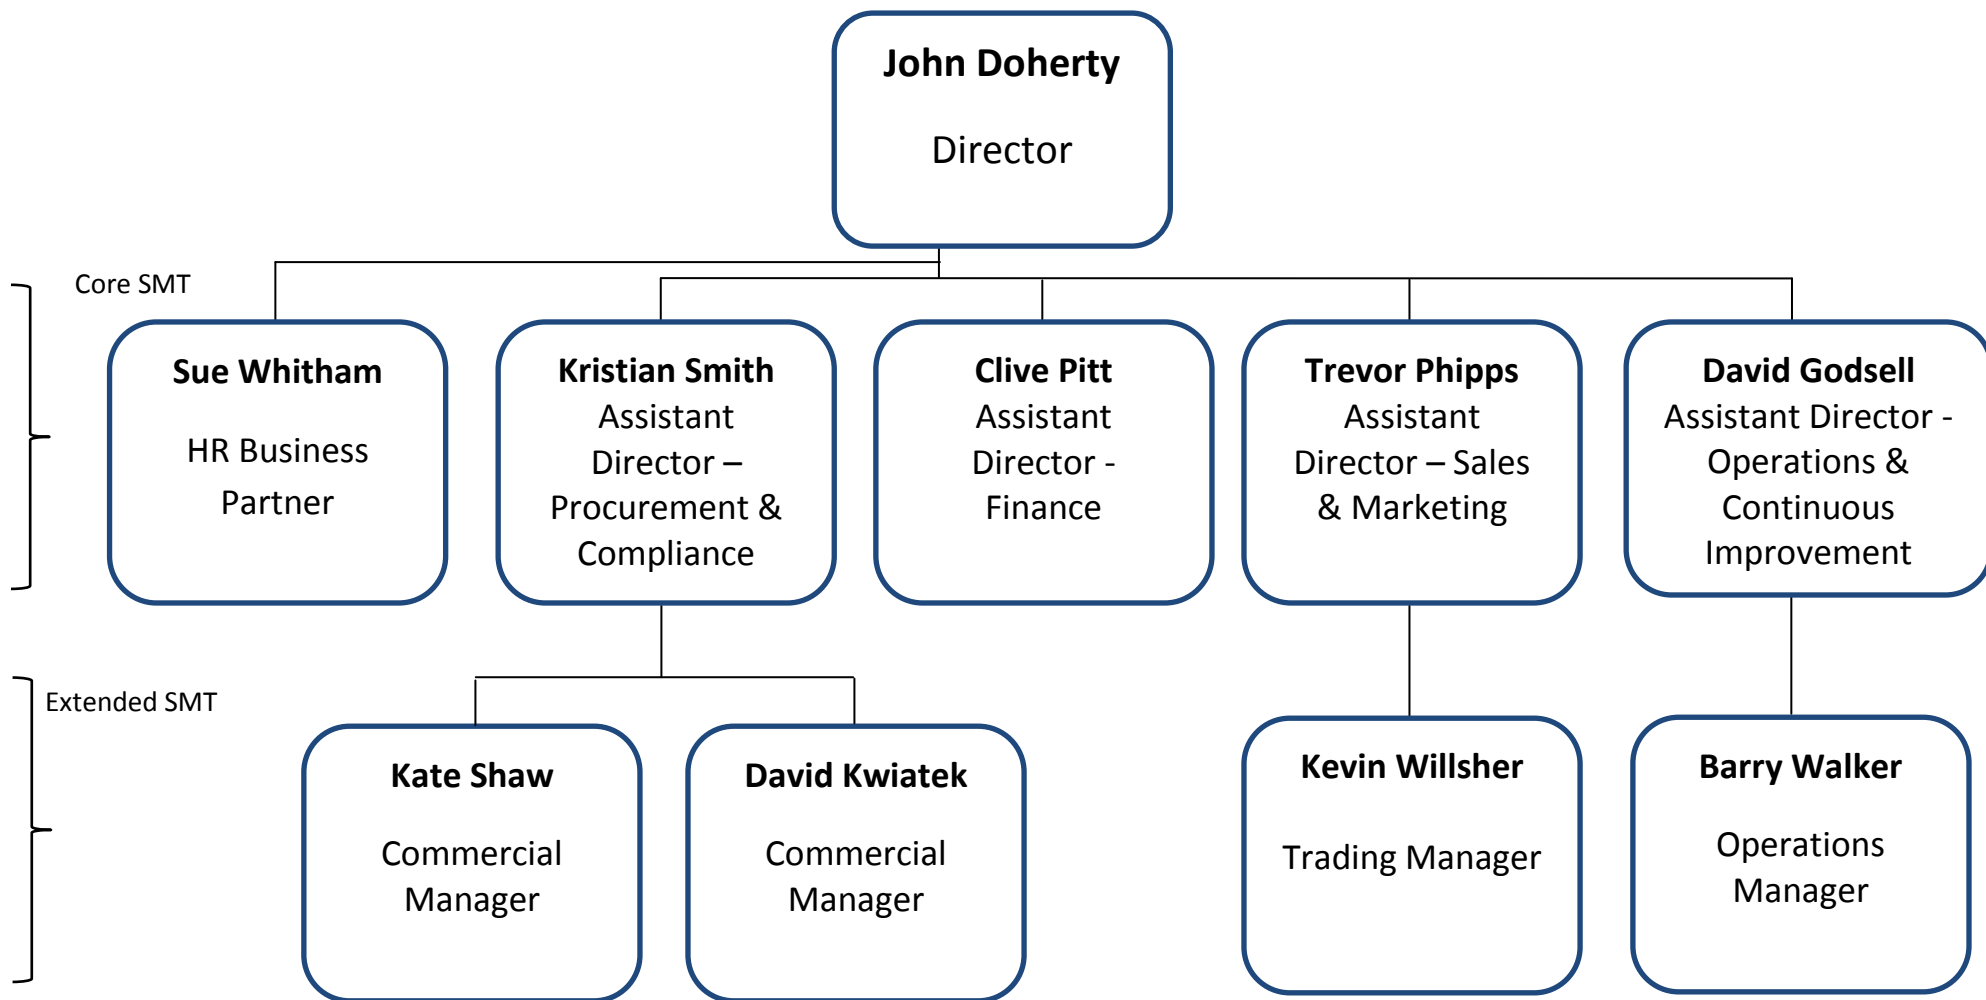 John Doherty
Director
Core SMT
Sue Whitham
HR Business
Partner
Kristian Smith
Assistant
Director –
Procurement &
Compliance
Clive Pitt
Assistant
Director -
Finance
Trevor Phipps
Assistant
Director – Sales
& Marketing
David Godsell
Assistant Director -
Operations &
Continuous
Improvement
Extended SMT
Kate Shaw
Commercial
Manager
David Kwiatek
Commercial
Manager
Kevin Willsher
Trading Manager
Barry Walker
Operations
Manager